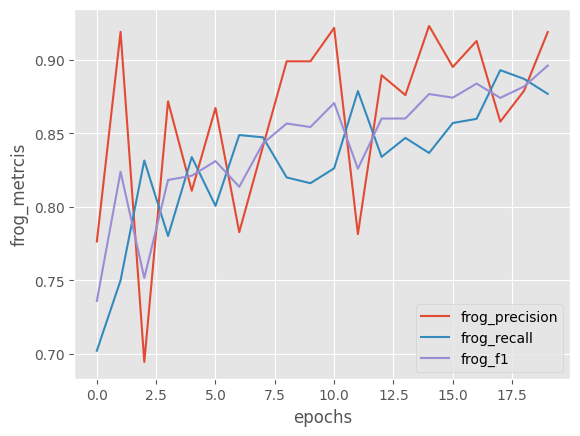 frog_metrcis
0.90
0.85
0.80
0.75
0.70
0.0 2.5 5.0 7.5 10.0 12.5 15.0 17.5
epochs
frog_precision
frog_recall
frog_f1